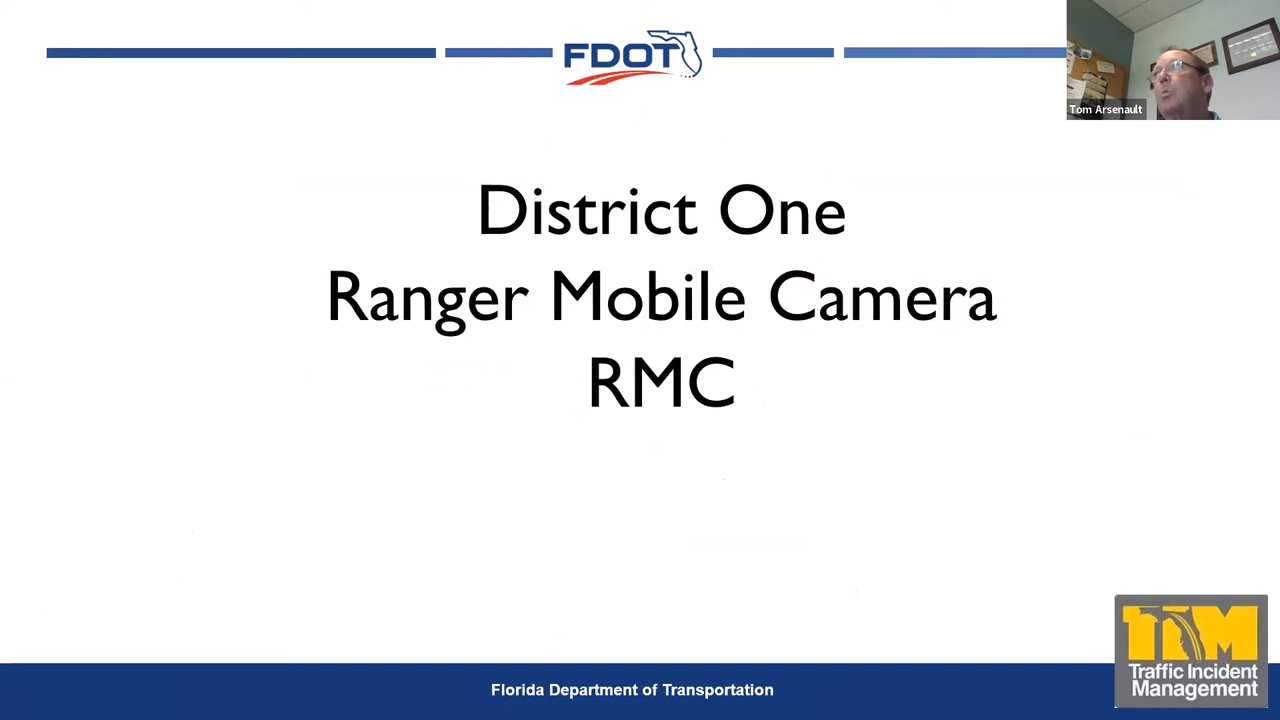 FDOT
Tom Arsenault
District One
Ranger Mobile Camera
RMC
Florida Department of Transportation
TIM
Traffic Incident
Management